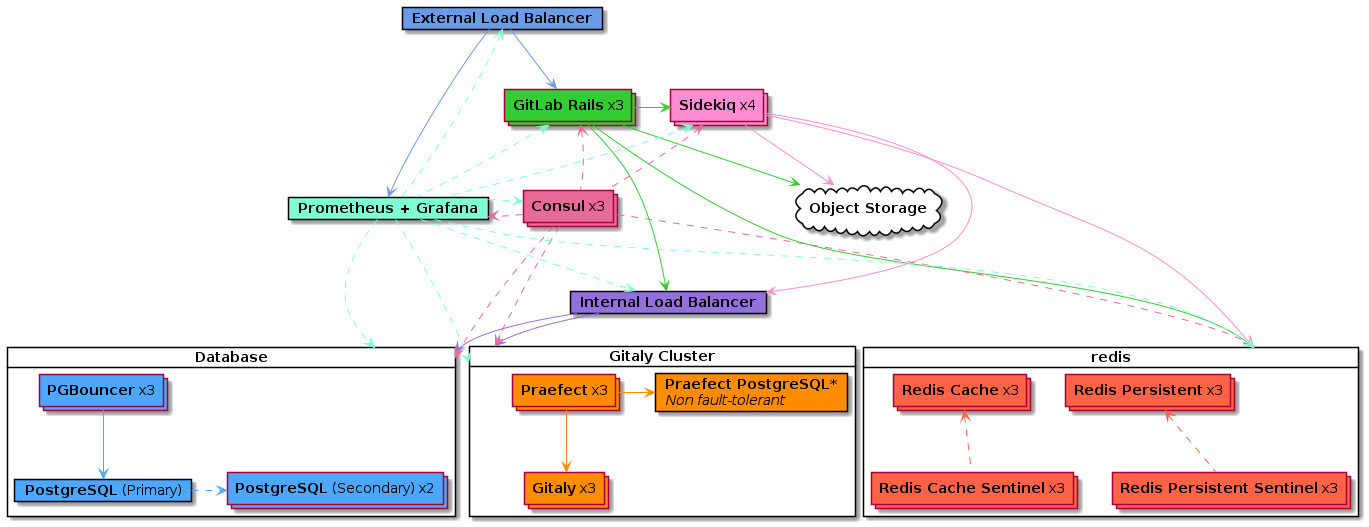 External Load Balancer
GitLab Rails x3
Sidekiq x4
Prometheus + Grafana
Consul x3
Object Storage
Internal Load Balancer
Database
Gitaly Cluster
redis
PGBouncer x3
Praefect x3
Praefect PostgreSQL*
Non fault-tolerant
Redis Cache x3
Redis Persistent x3
PostgreSQL (Primary)
PostgreSQL (Secondary) x2
Gitaly x3
Redis Cache Sentinel x3
Redis Persistent Sentinel x3